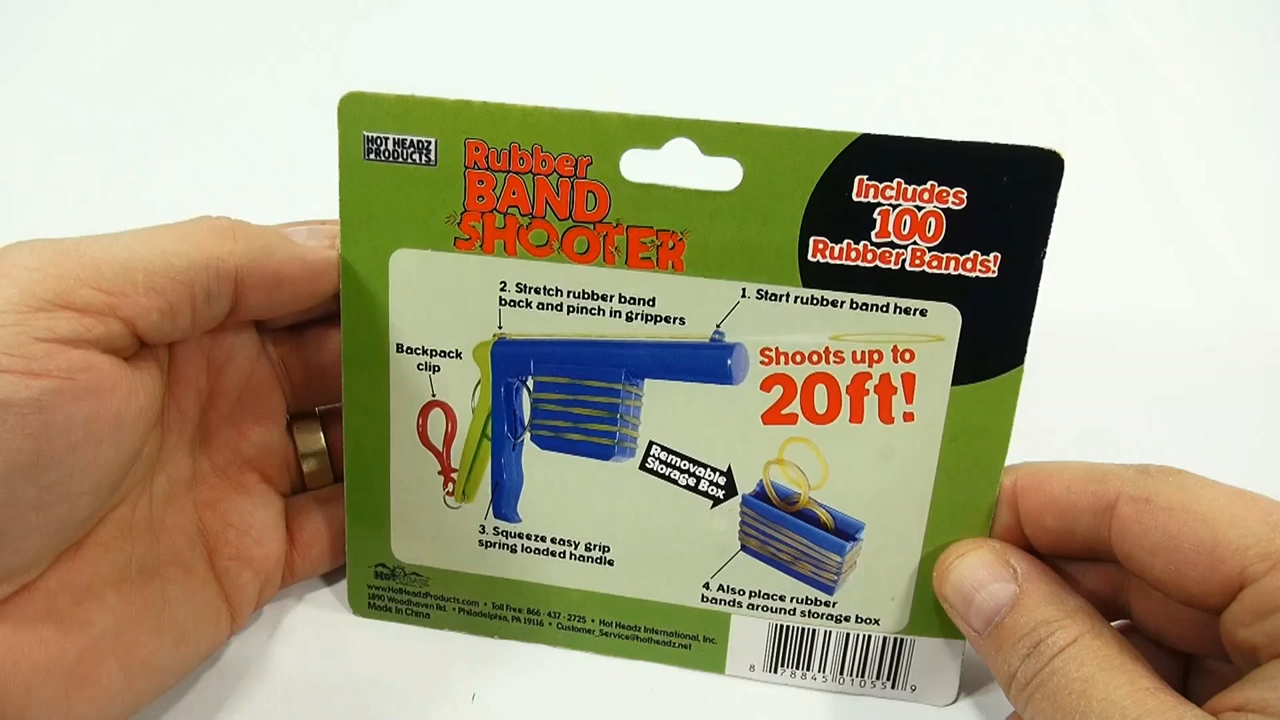 HOT HEADZ
PRODUCTS
Rubber
BAND
SHOOTER
Includes
100
Rubber Bands!
2. Stretch rubber band
back and pinch in grippers
1. Start rubber band here
Backpack
clip
Shoots up to
20ft!
Removable
Storage Box
3. Squeeze easy grip
spring loaded handle
4. Also place rubber
bands around storage box
www.HotHeadzProducts.com • Toll Free: 866-437-2725 • Hot Headz International, Inc.
1890 Woodhaven Rd. • Philadelphia, PA 19116 • Customer_Service@hotheadz.net
Made in China
8 78845 01055 9